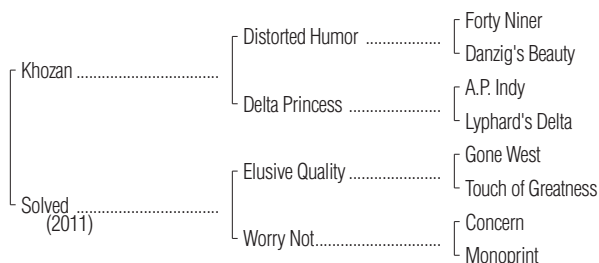 Forty Niner
Distorted Humor ...................
Danzig's Beauty
Khozan ...................................
A.P. Indy
Delta Princess .......................
Lyphard's Delta
Gone West
Elusive Quality .......................
Touch of Greatness
Solved ...................................
(2011)
Concern
Worry Not................................
Monoprint